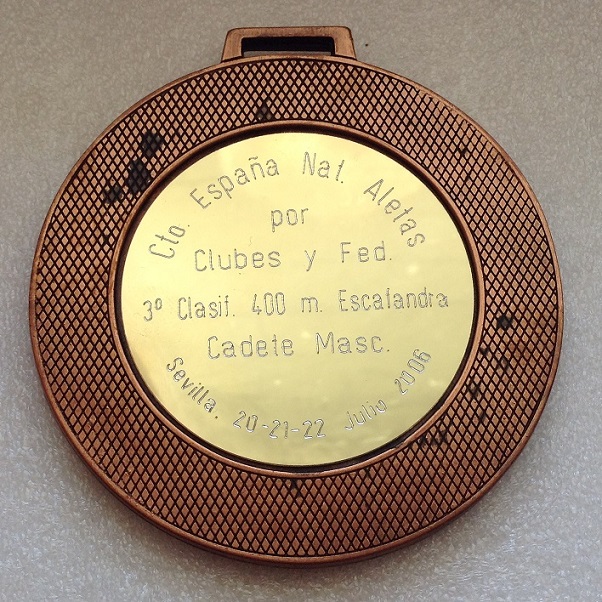 Cto. España Nat. Aletas
por
Clubes y Fed.
3º Clasif. 400 m. Escafandra
Cadete Masc.
Sevilla. 20-21-22 Julio 2006